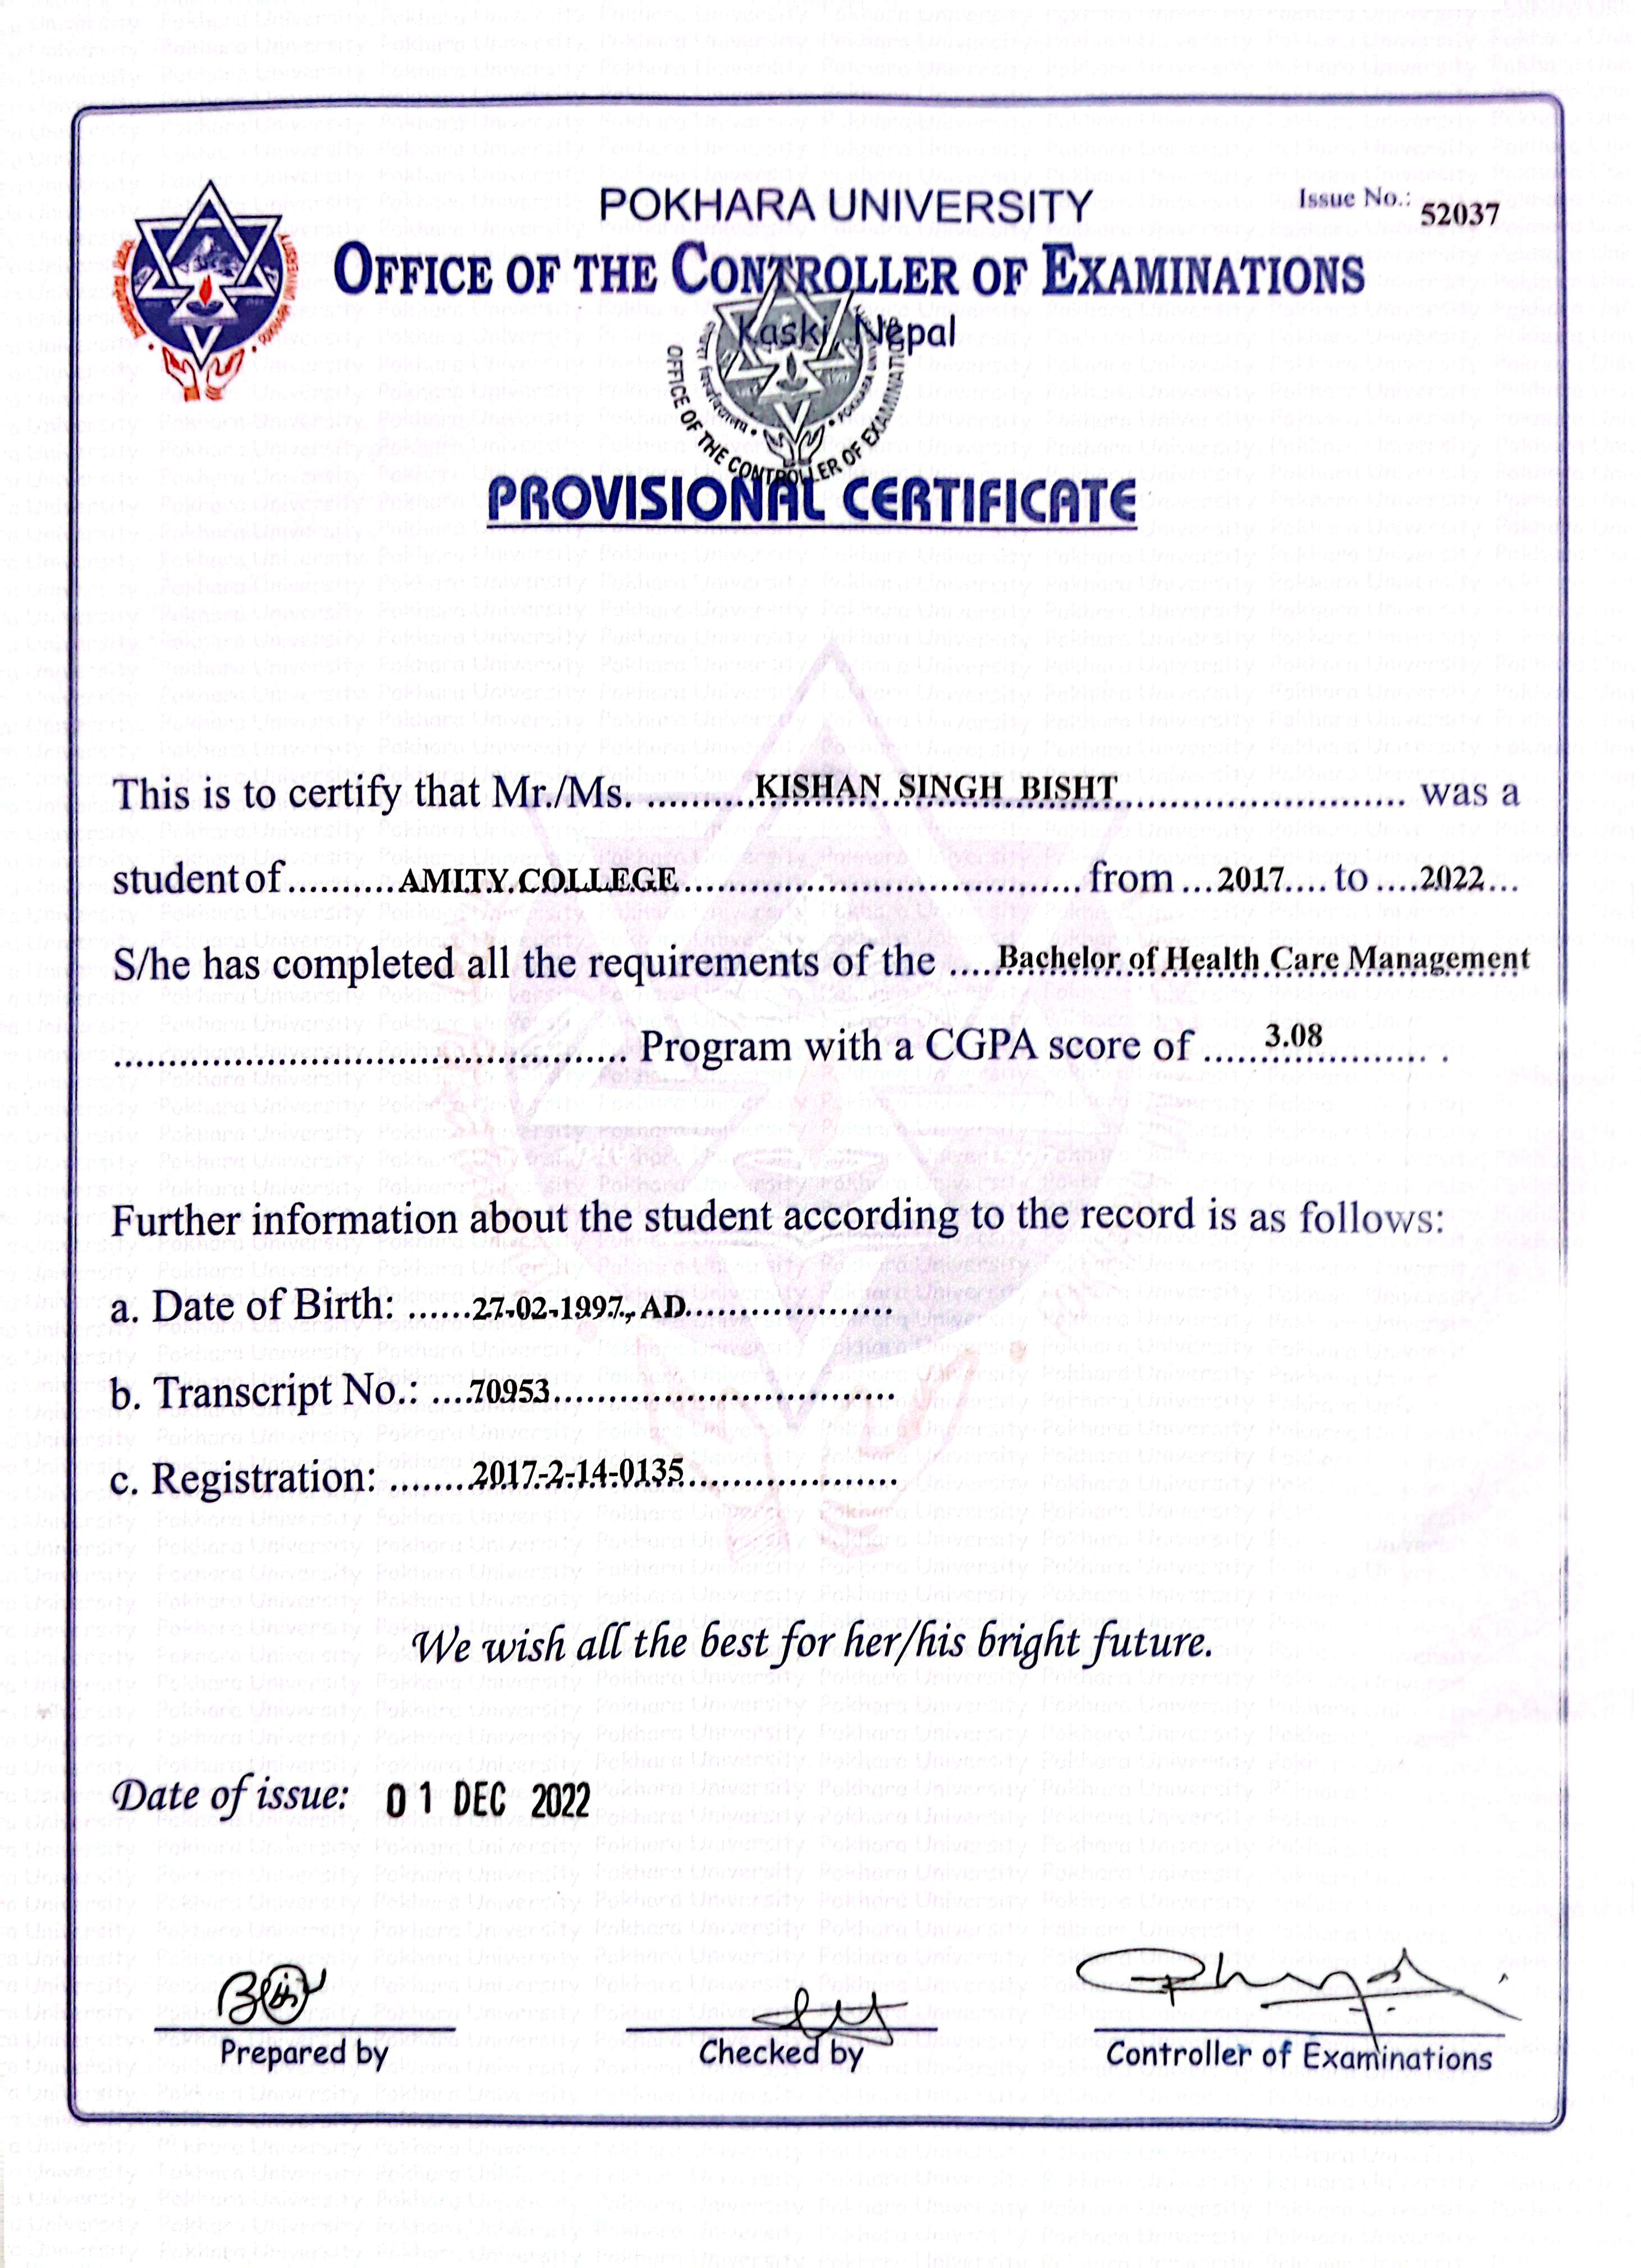 POKHARA UNIVERSITY
Issue No.: 52037
OFFICE OF THE CONTROLLER OF EXAMINATIONS
Kaski, Nepal
OFFICE OF THE CONTROLLER OF EXAMINATIONS
PROVISIONAL CERTIFICATE
This is to certify that Mr./Ms. .......... KISHAN SINGH BISHT .......... was a
student of .......... AMITY COLLEGE .......... from ... 2017 .... to .... 2022 ...
S/he has completed all the requirements of the .... Bachelor of Health Care Management
.......... Program with a CGPA score of ...... 3.08 .......... .
Further information about the student according to the record is as follows:
a. Date of Birth: ...... 27-02-1997, AD ..........
b. Transcript No.: .... 70953 ..........
c. Registration: ........ 2017-2-14-0135 ..........
We wish all the best for her/his bright future.
Date of issue: 01 DEC 2022
Prepared by
Checked by
Controller of Examinations